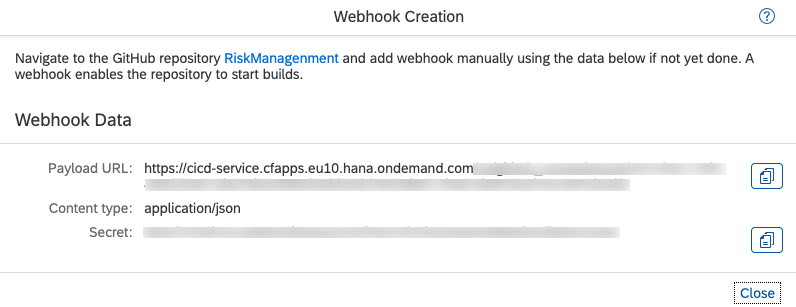 Webhook Creation
Navigate to the GitHub repository RiskManagenment and add webhook manually using the data below if not yet done. A
webhook enables the repository to start builds.
Webhook Data
Payload URL: https://cicd-service.cfapps.eu10.hana.ondemand.com
Content type: application/json
Secret:
Close